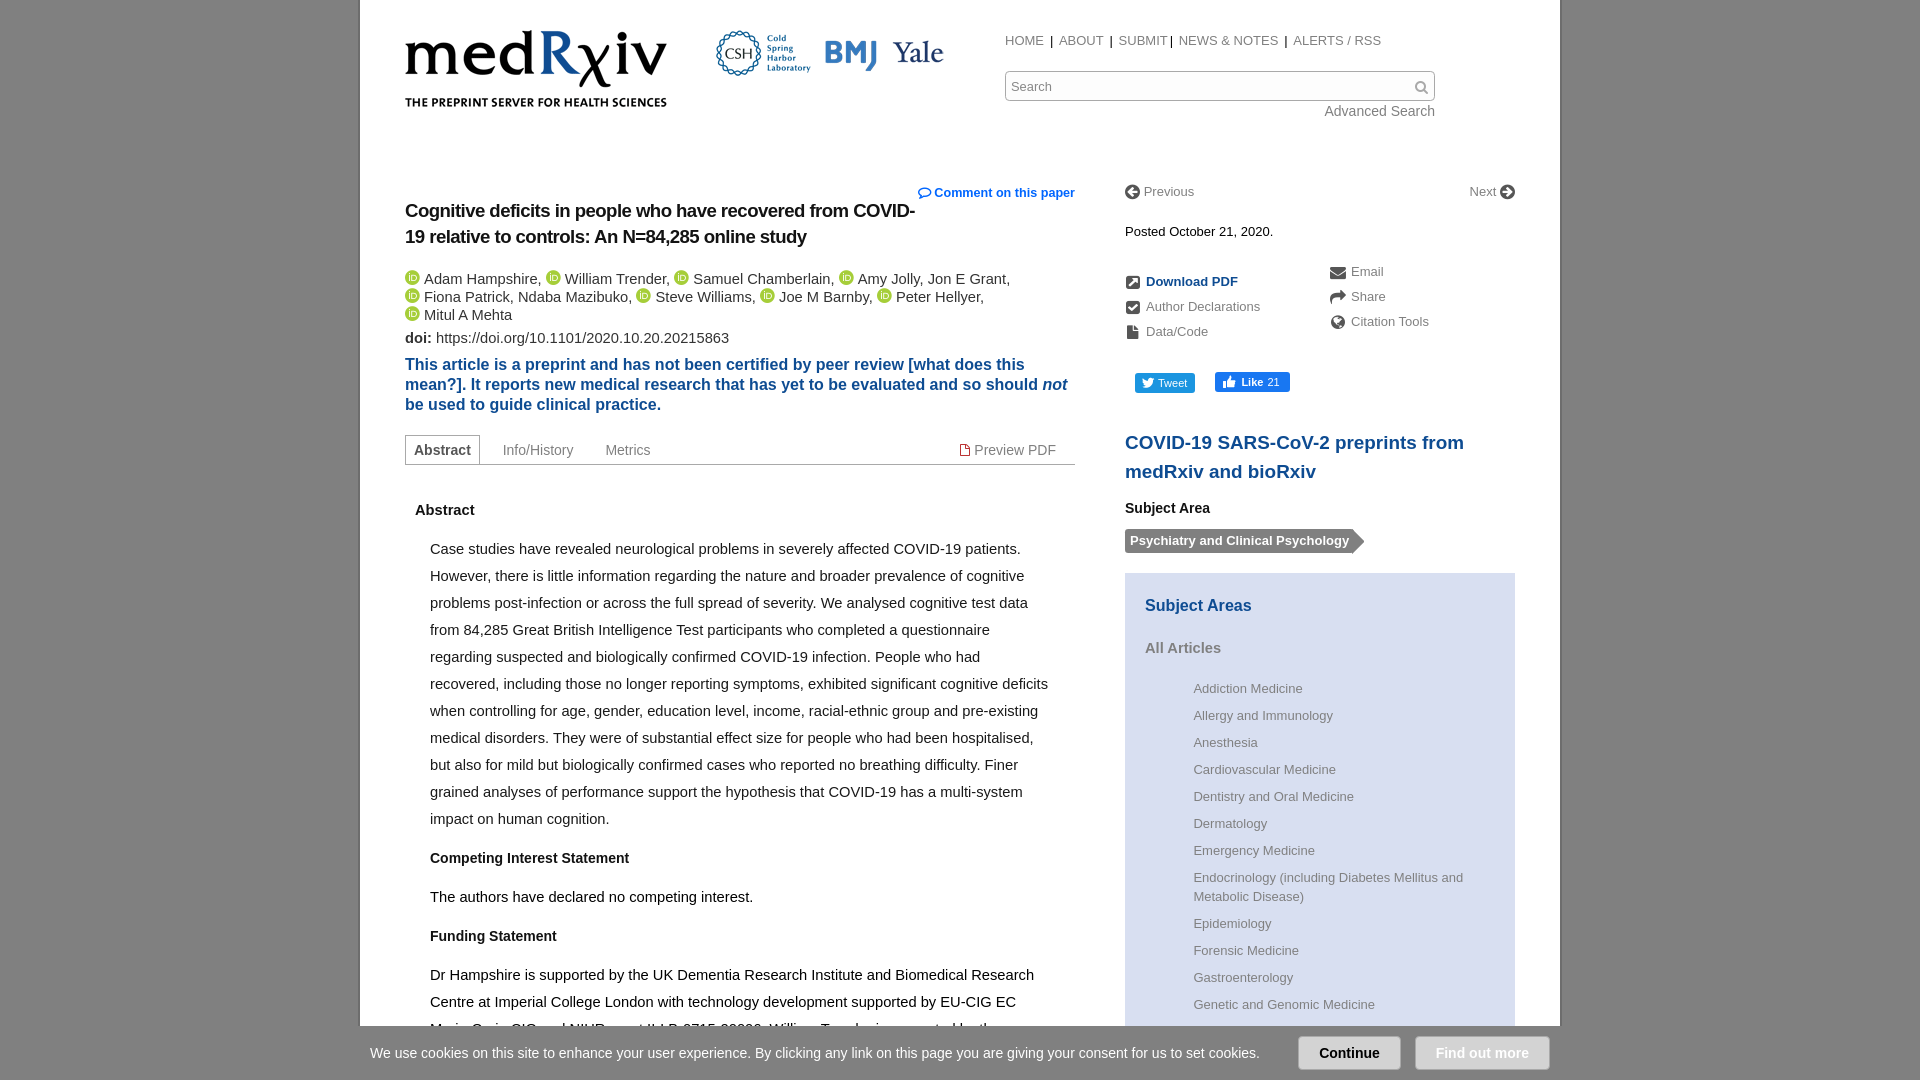 medRxiv
THE PREPRINT SERVER FOR HEALTH SCIENCES
CSH
Cold
Spring
Harbor
Laboratory
BMJ
Yale
HOME | ABOUT | SUBMIT | NEWS & NOTES | ALERTS / RSS
Search
Advanced Search
Comment on this paper
Cognitive deficits in people who have recovered from COVID-
19 relative to controls: An N=84,285 online study
iD Adam Hampshire, iD William Trender, iD Samuel Chamberlain, iD Amy Jolly, Jon E Grant,
iD Fiona Patrick, Ndaba Mazibuko, iD Steve Williams, iD Joe M Barnby, iD Peter Hellyer,
iD Mitul A Mehta
doi: https://doi.org/10.1101/2020.10.20.20215863
This article is a preprint and has not been certified by peer review [what does this
mean?]. It reports new medical research that has yet to be evaluated and so should not
be used to guide clinical practice.
Abstract Info/History Metrics Preview PDF
Abstract
Case studies have revealed neurological problems in severely affected COVID-19 patients.
However, there is little information regarding the nature and broader prevalence of cognitive
problems post-infection or across the full spread of severity. We analysed cognitive test data
from 84,285 Great British Intelligence Test participants who completed a questionnaire
regarding suspected and biologically confirmed COVID-19 infection. People who had
recovered, including those no longer reporting symptoms, exhibited significant cognitive deficits
when controlling for age, gender, education level, income, racial-ethnic group and pre-existing
medical disorders. They were of substantial effect size for people who had been hospitalised,
but also for mild but biologically confirmed cases who reported no breathing difficulty. Finer
grained analyses of performance support the hypothesis that COVID-19 has a multi-system
impact on human cognition.
Competing Interest Statement
The authors have declared no competing interest.
Funding Statement
Dr Hampshire is supported by the UK Dementia Research Institute and Biomedical Research
Centre at Imperial College London with technology development supported by EU-CIG EC
Previous Next
Posted October 21, 2020.
Download PDF
Author Declarations
Data/Code
Email
Share
Citation Tools
Tweet
Like 21
COVID-19 SARS-CoV-2 preprints from
medRxiv and bioRxiv
Subject Area
Psychiatry and Clinical Psychology
Subject Areas
All Articles
Addiction Medicine
Allergy and Immunology
Anesthesia
Cardiovascular Medicine
Dentistry and Oral Medicine
Dermatology
Emergency Medicine
Endocrinology (including Diabetes Mellitus and
Metabolic Disease)
Epidemiology
Forensic Medicine
Gastroenterology
Genetic and Genomic Medicine
We use cookies on this site to enhance your user experience. By clicking any link on this page you are giving your consent for us to set cookies.
Continue
Find out more